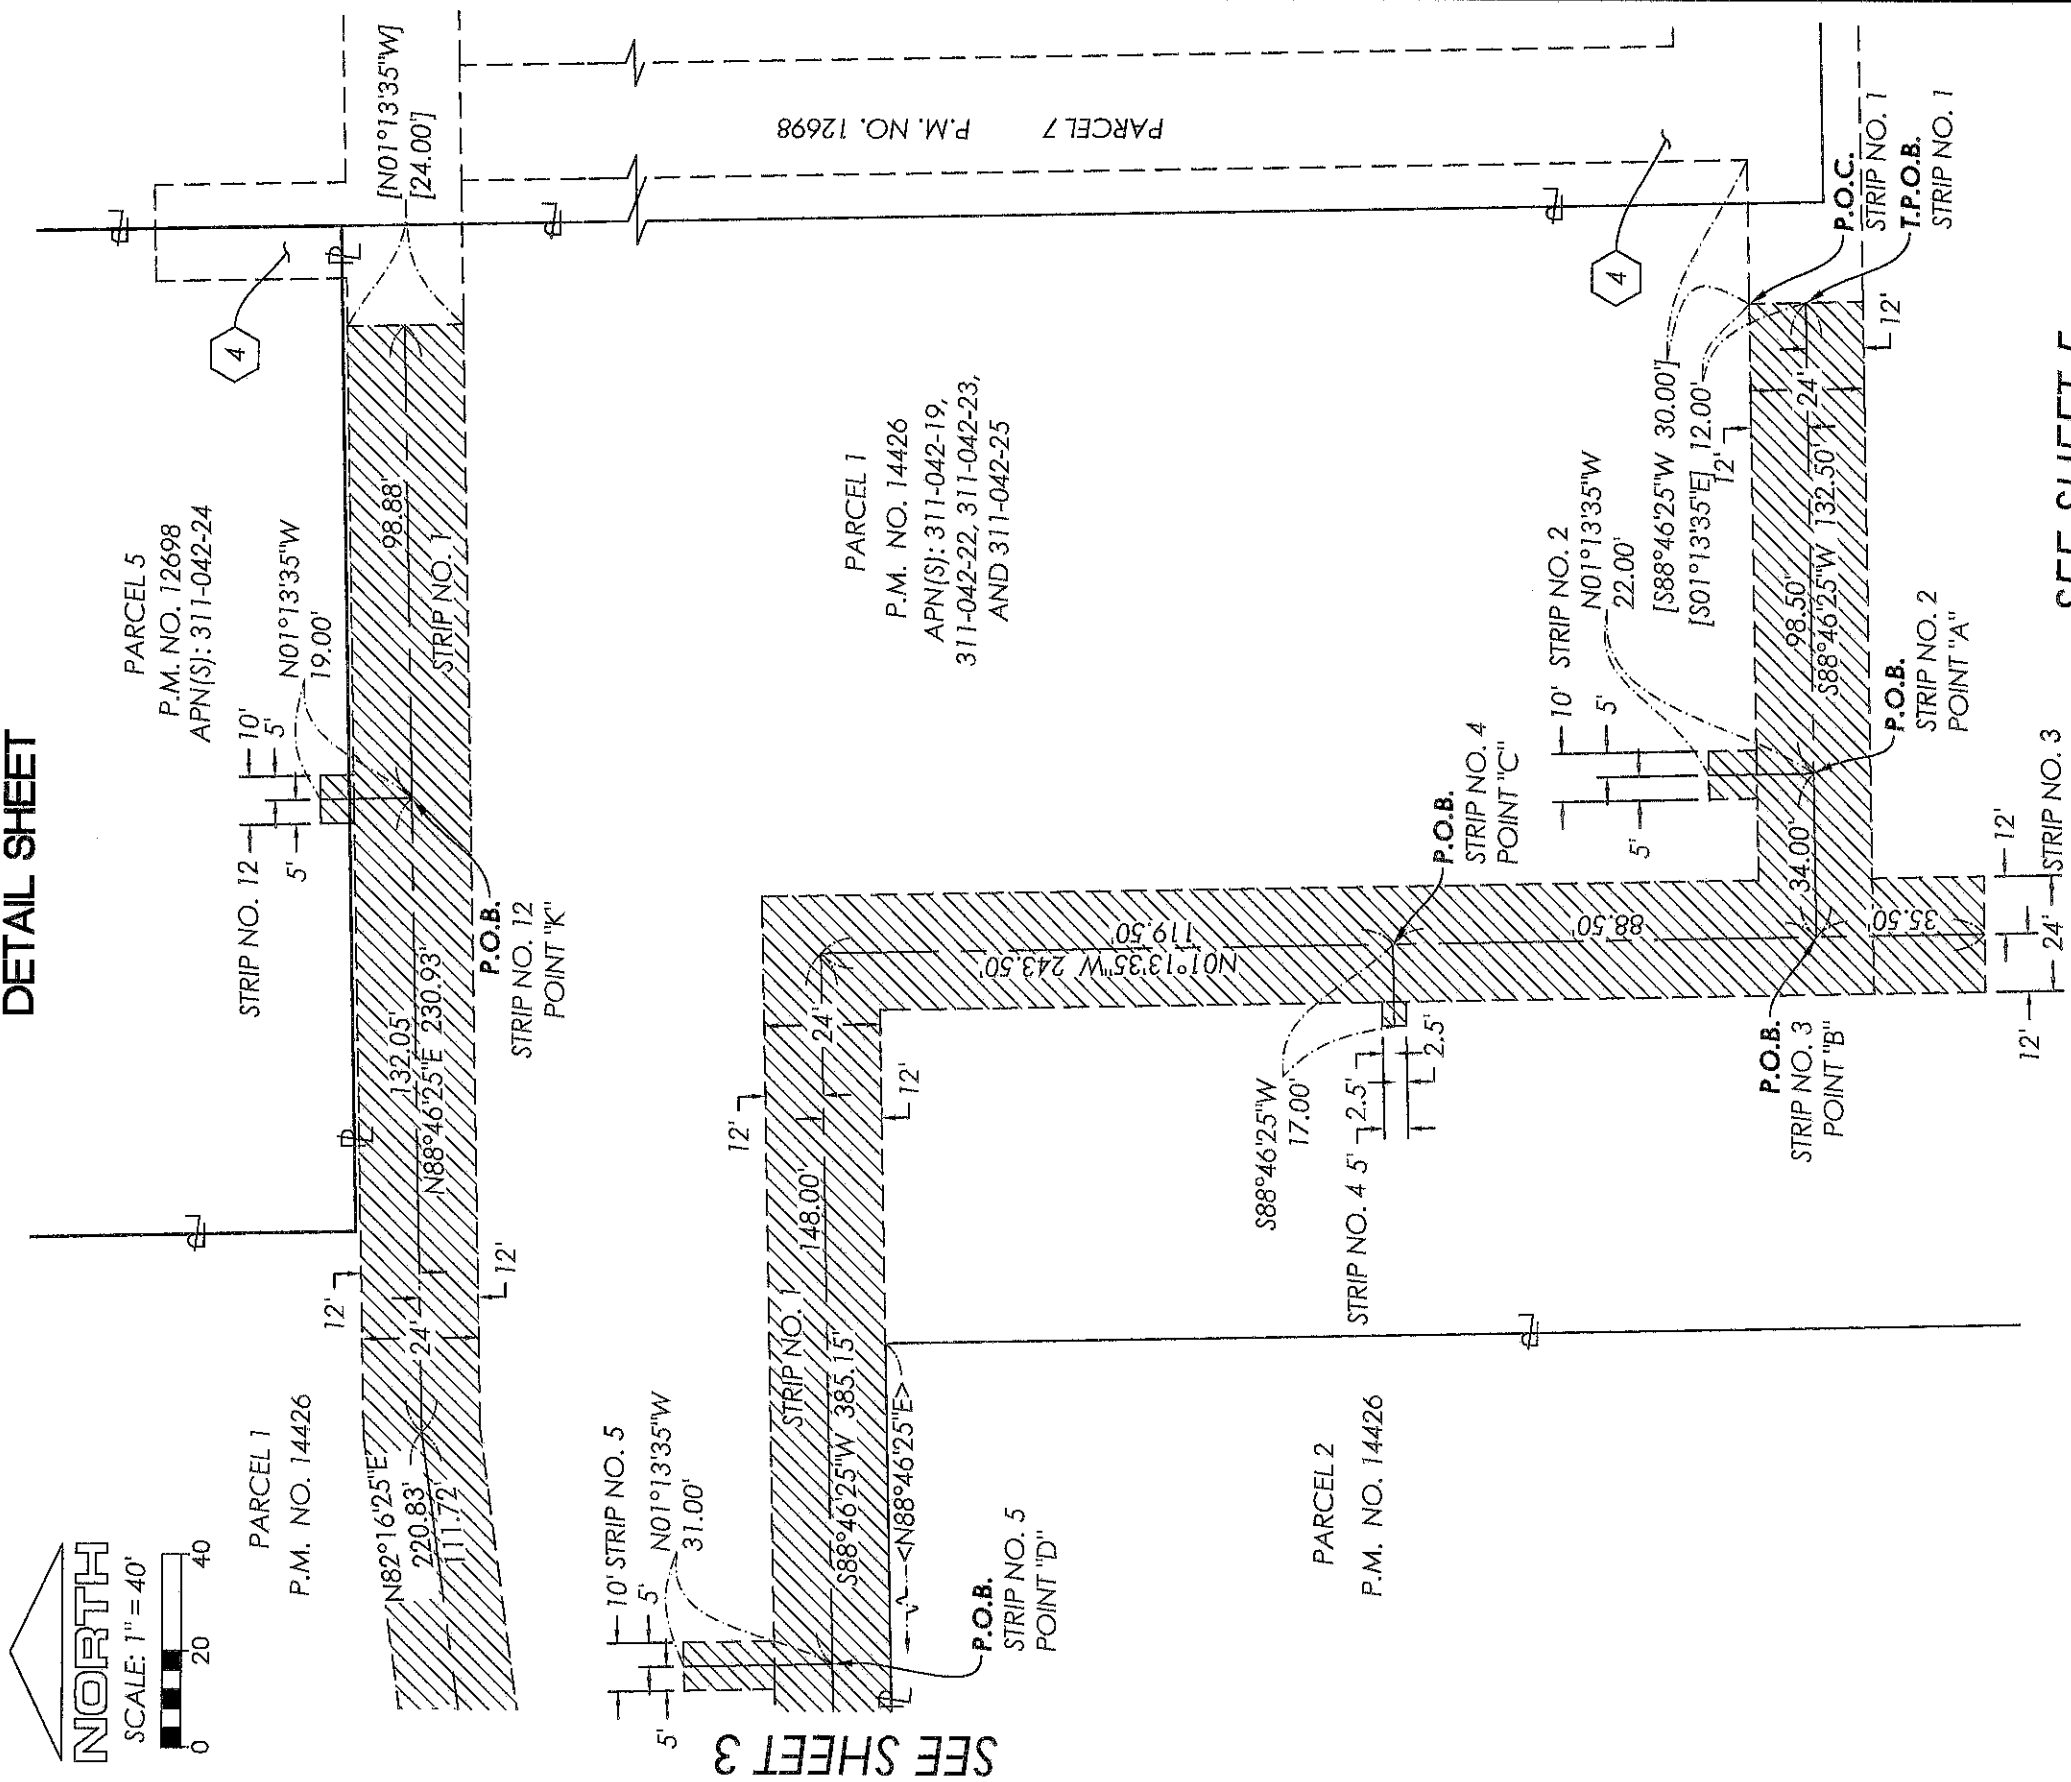 DETAIL SHEET
NORTH
SCALE: 1" = 40'
0 20 40
PARCEL 1
P.M. NO. 14426
PARCEL 5
P.M. NO. 12698
APN(S): 311-042-24
STRIP NO. 12
10'
5'
5'
N01°13'35"W
19.00'
4
[N01°13'35"W]
[24.00']
N82°16'25"E
220.83'
111.72'
24'
12'
12'
132.05'
N88°46'25"E 230.93'
98.88'
STRIP NO. 1
P.O.B.
STRIP NO. 12
POINT "K"
PARCEL 7 P.M. NO. 12698
PARCEL 1
P.M. NO. 14426
APN(S): 311-042-19,
311-042-22, 311-042-23,
AND 311-042-25
10' STRIP NO. 5
5'
5'
N01°13'35"W
31.00'
STRIP NO. 1
148.00'
S88°46'25"W 385.15'
24'
12'
12'
<N88°46'25"E>
P.O.B.
STRIP NO. 5
POINT "D"
SEE SHEET 3
N01°13'35"W 243.50'
119.50'
88.50'
35.50'
P.O.B.
STRIP NO. 4
POINT "C"
S88°46'25"W
17.00'
STRIP NO. 4 5'
2.5'
2.5'
PARCEL 2
P.M. NO. 14426
10' STRIP NO. 2
5'
5'
N01°13'35"W
22.00'
[S88°46'25"W 30.00']
[S01°13'35"E] 12.00'
4
12'
24'
12'
98.50'
S88°46'25"W 132.50'
34.00'
P.O.C.
STRIP NO. 1
T.P.O.B.
STRIP NO. 1
P.O.B.
STRIP NO. 2
POINT "A"
P.O.B.
STRIP NO. 3
POINT "B"
12'
12'
24'
STRIP NO. 3